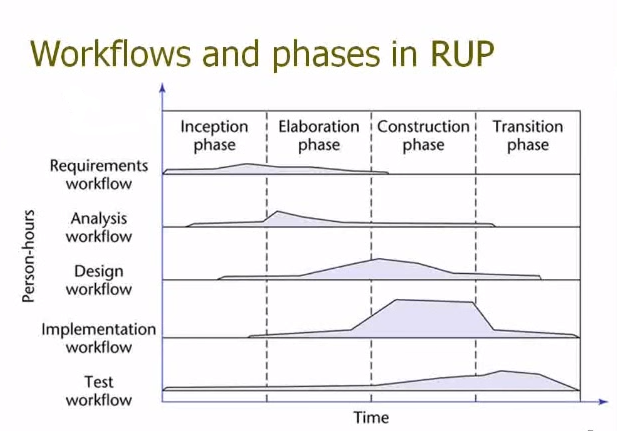 Workflows and phases in RUP
Inception
phase
Elaboration
phase
Construction
phase
Transition
phase
Requirements
workflow
Analysis
workflow
Design
workflow
Implementation
workflow
Test
workflow
Person-hours
Time